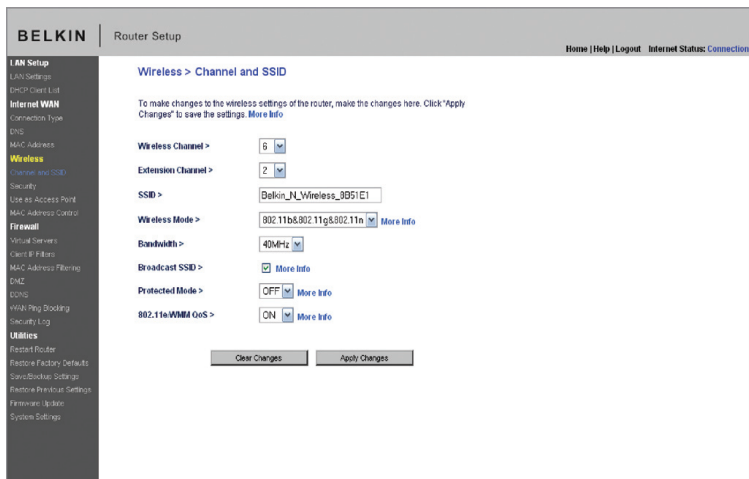 BELKIN Router Setup
Home | Help | Logout Internet Status: Connection
LAN Setup
LAN Settings
DHCP Client List
Internet WAN
Connection Type
DNS
MAC Address
Wireless
Channel and SSID
Security
Use as Access Point
MAC Address Control
Firewall
Virtual Servers
Client IP Filters
MAC Address Filtering
DMZ
DDNS
WAN Ping Blocking
Security Log
Utilities
Restart Router
Restore Factory Defaults
Save/Backup Settings
Restore Previous Settings
Firmware Update
System Settings
Wireless > Channel and SSID
To make changes to the wireless settings of the router, make the changes here. Click "Apply
Changes" to save the settings. More Info
Wireless Channel > 6
Extension Channel > 2
SSID > Belkin_N_Wireless_8B51E1
Wireless Mode > 802.11b&802.11g&802.11n More Info
Bandwidth > 40MHz
Broadcast SSID > More Info
Protected Mode > OFF More Info
802.11e/WMM QoS > ON More Info
Clear Changes Apply Changes